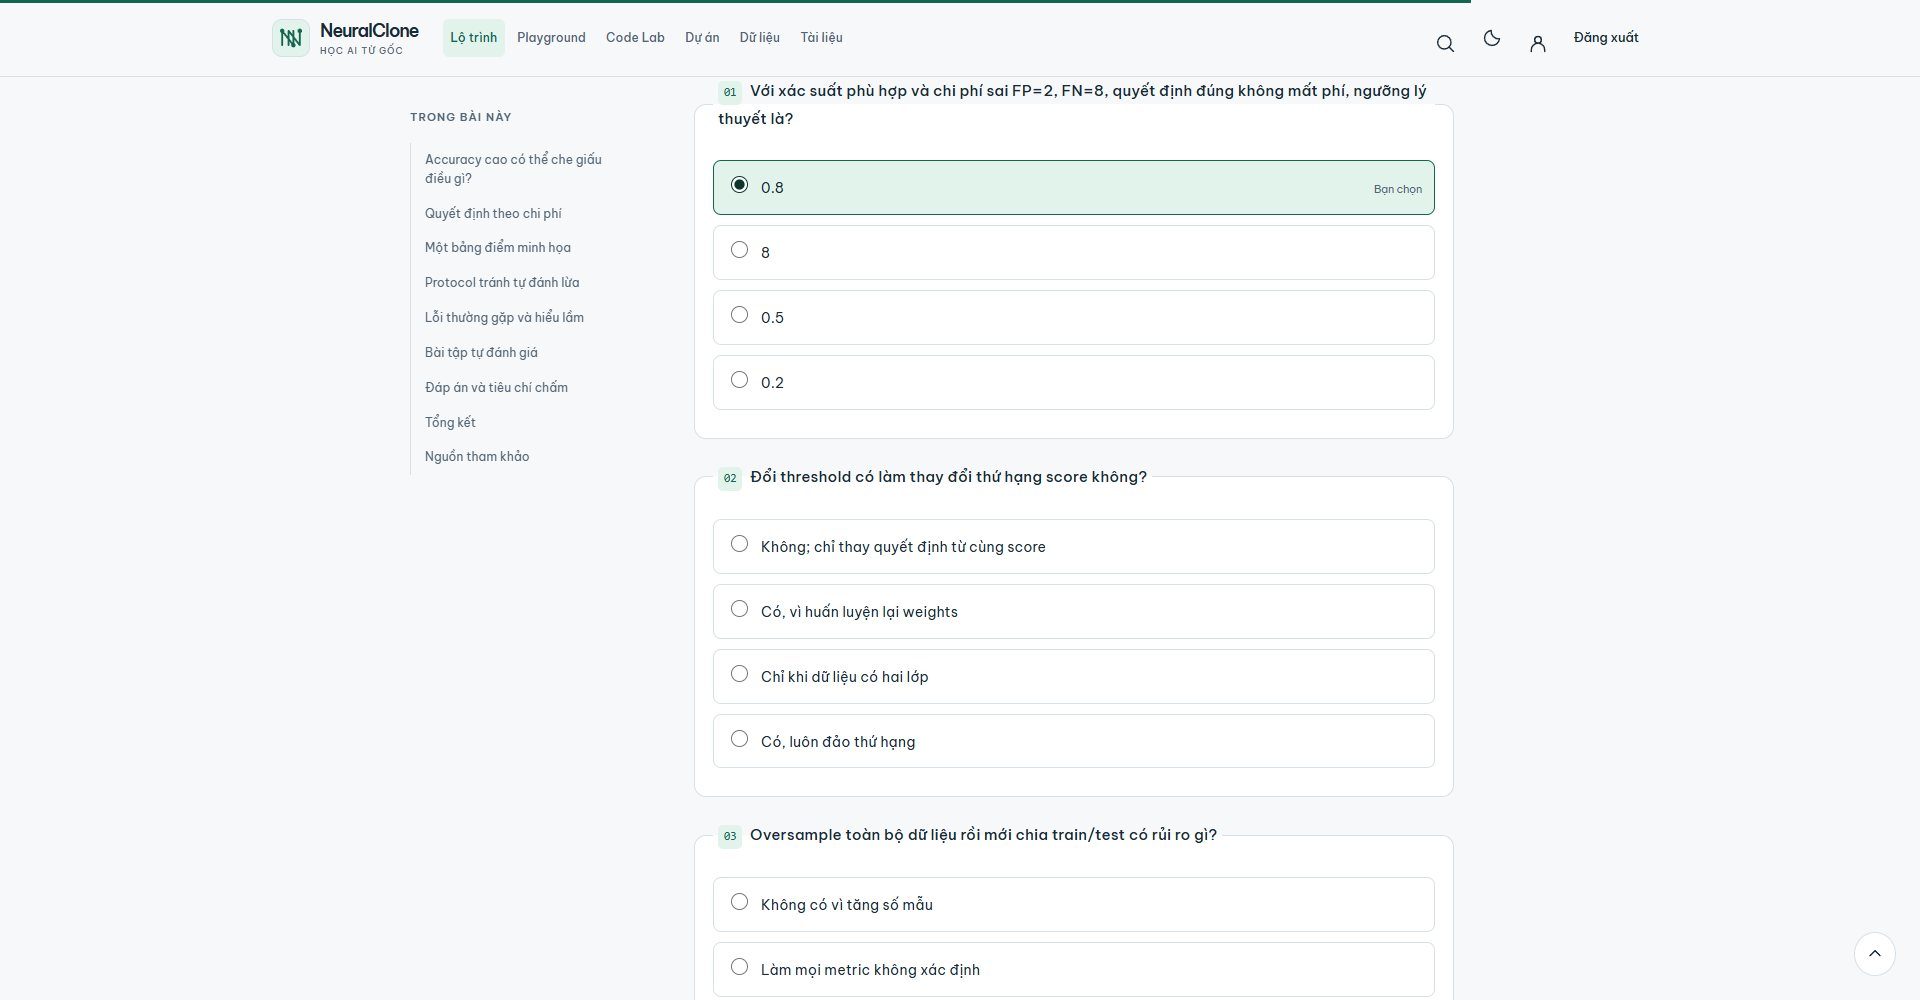 NeuralClone
HỌC AI TỪ GỐC
Lộ trình
Playground
Code Lab
Dự án
Dữ liệu
Tài liệu
Đăng xuất
TRONG BÀI NÀY
Accuracy cao có thể che giấu
điều gì?
Quyết định theo chi phí
Một bảng điểm minh họa
Protocol tránh tự đánh lừa
Lỗi thường gặp và hiểu lầm
Bài tập tự đánh giá
Đáp án và tiêu chí chấm
Tổng kết
Nguồn tham khảo
01 Với xác suất phù hợp và chi phí sai FP=2, FN=8, quyết định đúng không mất phí, ngưỡng lý
thuyết là?
0.8
Bạn chọn
8
0.5
0.2
02 Đổi threshold có làm thay đổi thứ hạng score không?
Không; chỉ thay quyết định từ cùng score
Có, vì huấn luyện lại weights
Chỉ khi dữ liệu có hai lớp
Có, luôn đảo thứ hạng
03 Oversample toàn bộ dữ liệu rồi mới chia train/test có rủi ro gì?
Không có vì tăng số mẫu
Làm mọi metric không xác định